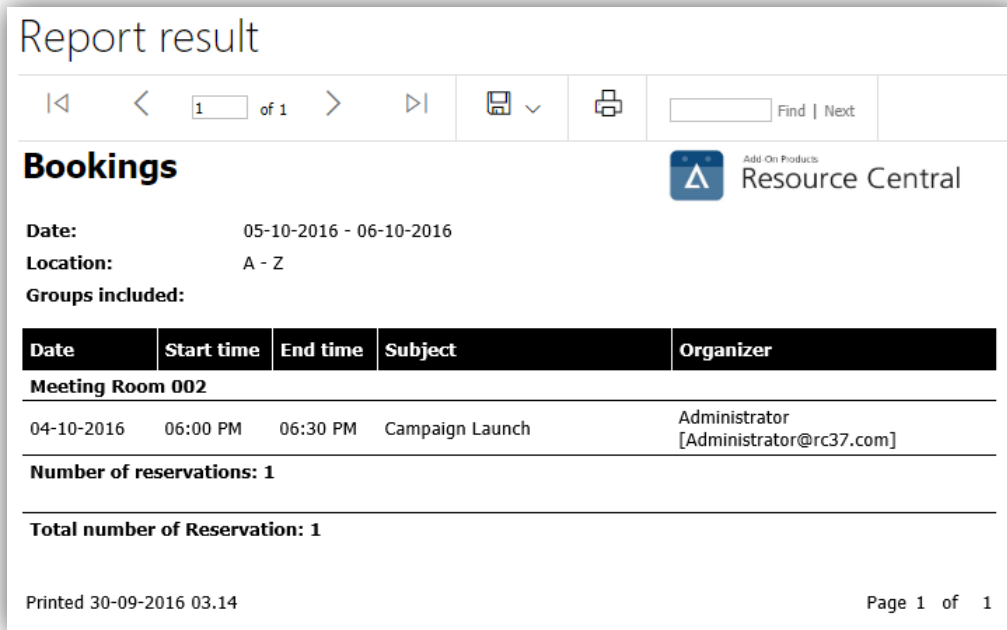 Report result
1 of 1 Find | Next
Bookings
Add-On Products
Resource Central
Date: 05-10-2016 - 06-10-2016
Location: A - Z
Groups included:
Date Start time End time Subject Organizer
Meeting Room 002
04-10-2016 06:00 PM 06:30 PM Campaign Launch Administrator
[Administrator@rc37.com]
Number of reservations: 1
Total number of Reservation: 1
Printed 30-09-2016 03.14 Page 1 of 1